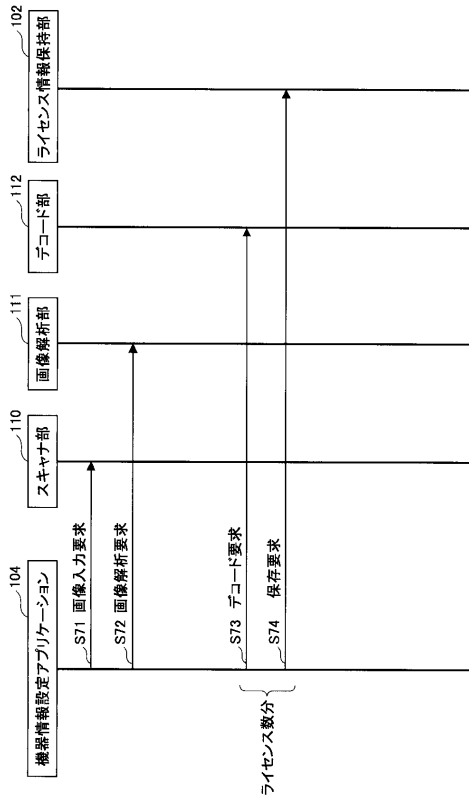 104
機器情報設定アプリケーション
110
スキャナ部
111
画像解析部
112
デコード部
102
ライセンス情報保持部
S71 画像入力要求
S72 画像解析要求
S73 デコード要求
S74 保存要求
ライセンス数分